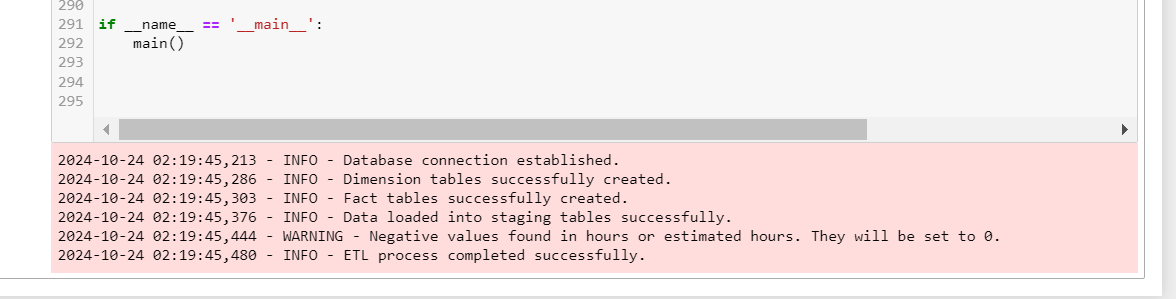 290
291 if __name__ == '__main__':
292     main()
293
294
295
2024-10-24 02:19:45,213 - INFO - Database connection established.
2024-10-24 02:19:45,286 - INFO - Dimension tables successfully created.
2024-10-24 02:19:45,303 - INFO - Fact tables successfully created.
2024-10-24 02:19:45,376 - INFO - Data loaded into staging tables successfully.
2024-10-24 02:19:45,444 - WARNING - Negative values found in hours or estimated hours. They will be set to 0.
2024-10-24 02:19:45,480 - INFO - ETL process completed successfully.